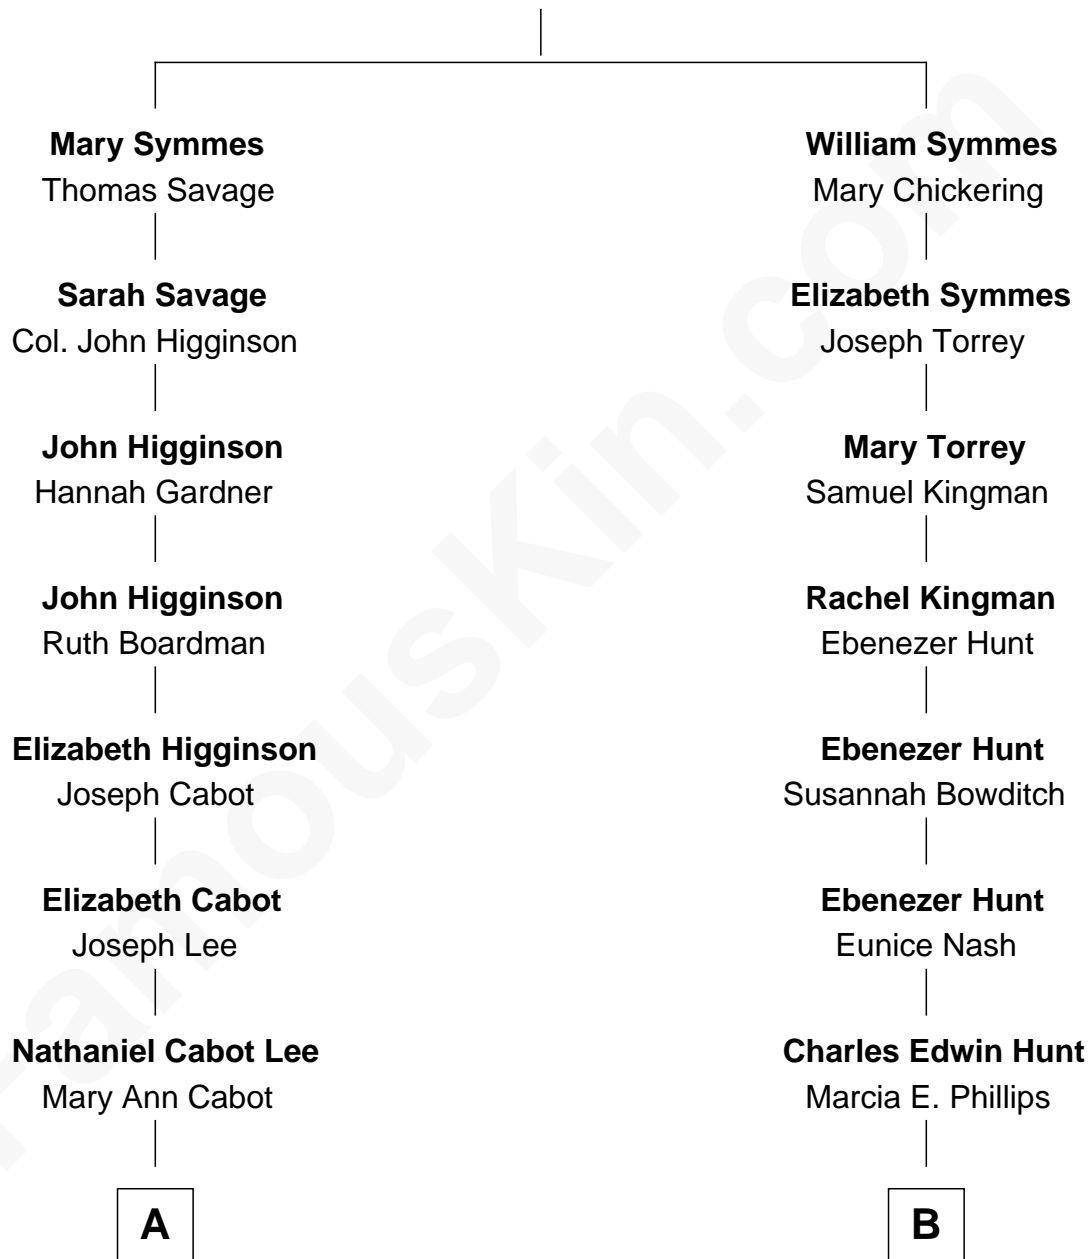 Mary Symmes
Thomas Savage
Sarah Savage
Col. John Higginson
John Higginson
Hannah Gardner
John Higginson
Ruth Boardman
Elizabeth Higginson
Joseph Cabot
Elizabeth Cabot
Joseph Lee
Nathaniel Cabot Lee
Mary Ann Cabot
A
William Symmes
Mary Chickering
Elizabeth Symmes
Joseph Torrey
Mary Torrey
Samuel Kingman
Rachel Kingman
Ebenezer Hunt
Ebenezer Hunt
Susannah Bowditch
Ebenezer Hunt
Eunice Nash
Charles Edwin Hunt
Marcia E. Phillips
B
FamousKin.com